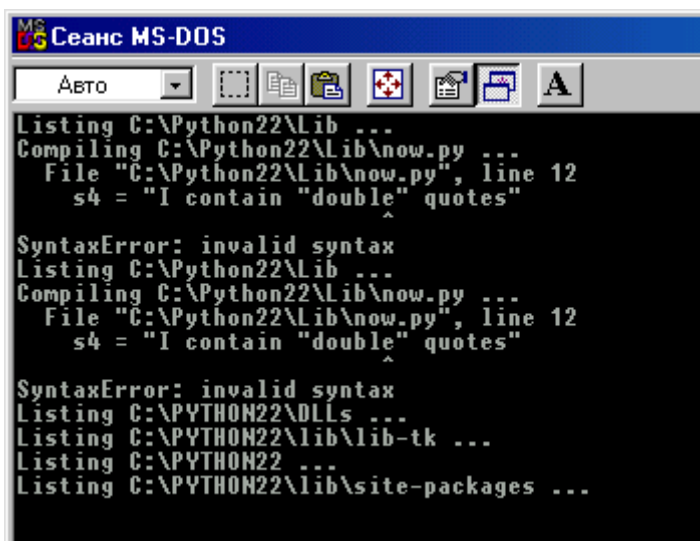 MS DOS Сеанс MS-DOS
Авто A
Listing C:\Python22\Lib ...
Compiling C:\Python22\Lib\now.py ...
  File "C:\Python22\Lib\now.py", line 12
    s4 = "I contain "double" quotes"
^
SyntaxError: invalid syntax
Listing C:\Python22\Lib ...
Compiling C:\Python22\Lib\now.py ...
  File "C:\Python22\Lib\now.py", line 12
    s4 = "I contain "double" quotes"
^
SyntaxError: invalid syntax
Listing C:\PYTHON22\DLLs ...
Listing C:\PYTHON22\lib\lib-tk ...
Listing C:\PYTHON22 ...
Listing C:\PYTHON22\lib\site-packages ...